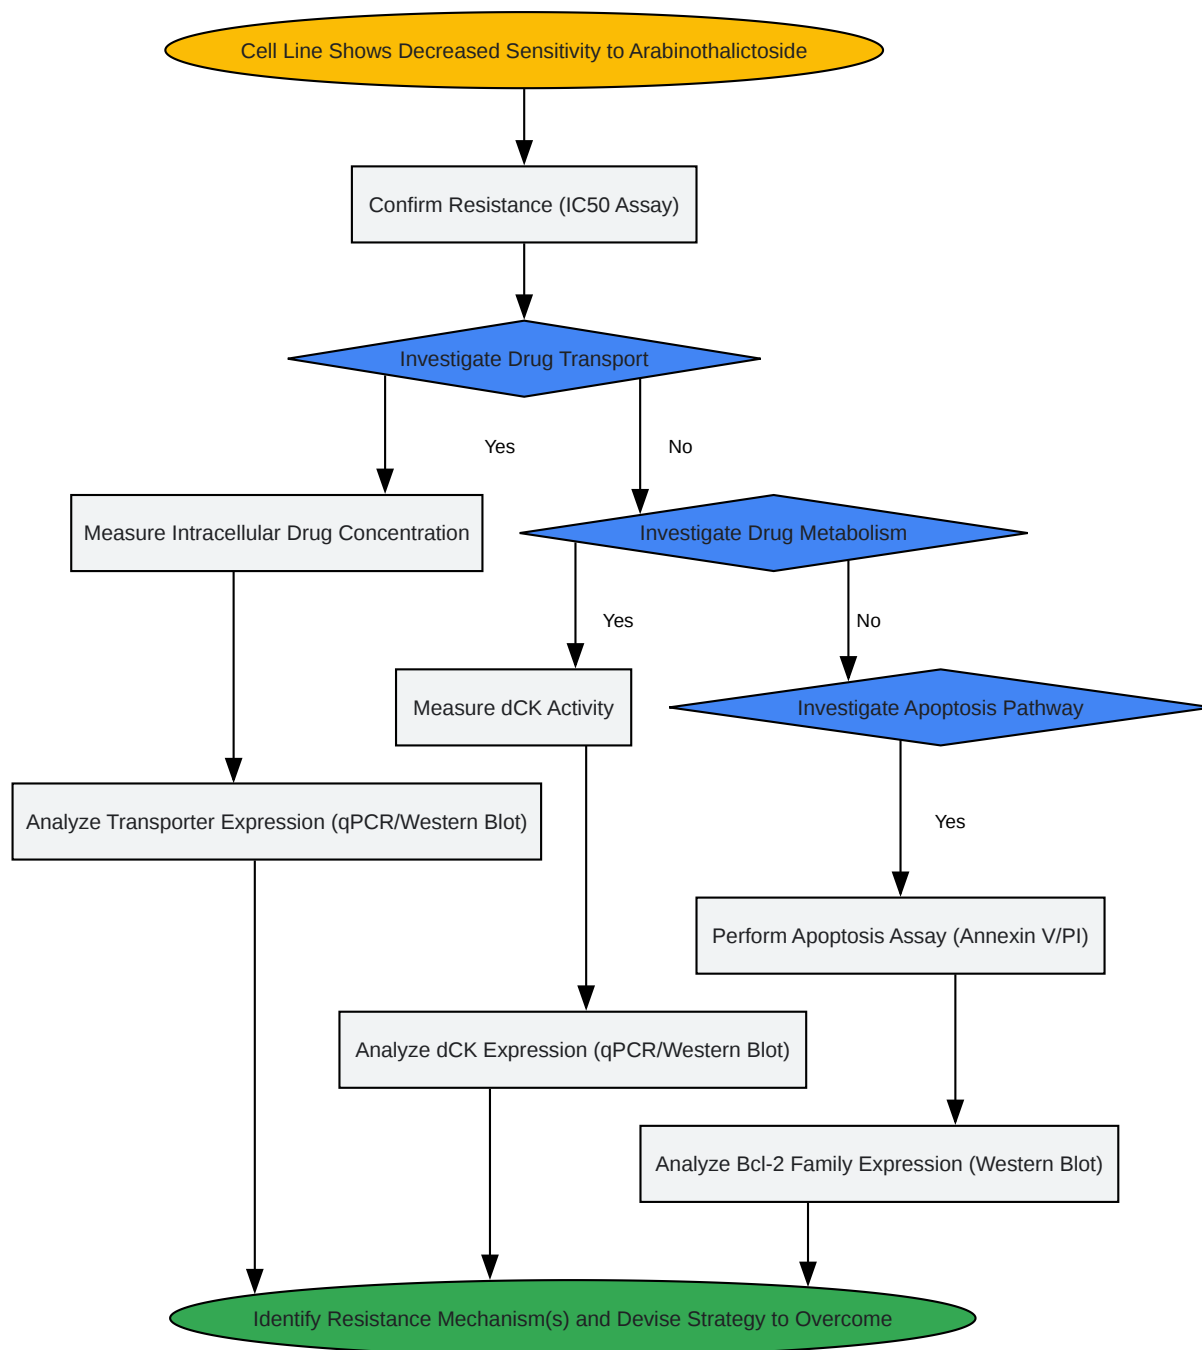 Cell Line Shows Decreased Sensitivity to Arabinothalictoside
Confirm Resistance (IC50 Assay)
Investigate Drug Transport
Yes
No
Measure Intracellular Drug Concentration
Investigate Drug Metabolism
Yes
No
Measure dCK Activity
Investigate Apoptosis Pathway
Analyze Transporter Expression (qPCR/Western Blot)
Yes
Perform Apoptosis Assay (Annexin V/PI)
Analyze dCK Expression (qPCR/Western Blot)
Analyze Bcl-2 Family Expression (Western Blot)
Identify Resistance Mechanism(s) and Devise Strategy to Overcome